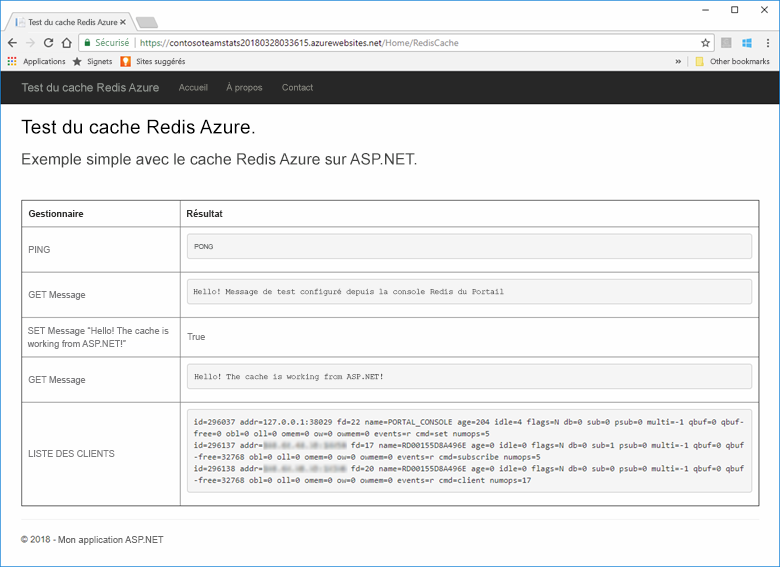 Test du cache Redis Azure
Sécurisé https://contosoteamstats20180328033615.azurewebsites.net/Home/RedisCache
Applications Signets Sites suggérés » Other bookmarks
Test du cache Redis Azure Accueil À propos Contact
Test du cache Redis Azure.
Exemple simple avec le cache Redis Azure sur ASP.NET.
Gestionnaire Résultat
PING PONG
GET Message Hello! Message de test configuré depuis la console Redis du Portail
SET Message "Hello! The cache is
working from ASP.NET!" True
GET Message Hello! The cache is working from ASP.NET!
LISTE DES CLIENTS
id=296037 addr=127.0.0.1:38029 fd=22 name=PORTAL_CONSOLE age=204 idle=4 flags=N db=0 sub=0 psub=0 multi=-1 qbuf=0 qbuf-
free=0 obl=0 oll=0 omem=0 ow=0 owmem=0 events=r cmd=set numops=5
id=296137 addr= fd=17 name=RD00155D8A496E age=0 idle=0 flags=N db=0 sub=1 psub=0 multi=-1 qbuf=0 qbuf
-free=32768 obl=0 oll=0 omem=0 ow=0 owmem=0 events=r cmd=subscribe numops=5
id=296138 addr= fd=20 name=RD00155D8A496E age=0 idle=0 flags=N db=0 sub=0 psub=0 multi=-1 qbuf=0 qbuf
-free=32768 obl=0 oll=0 omem=0 ow=0 owmem=0 events=r cmd=client numops=17
© 2018 - Mon application ASP.NET